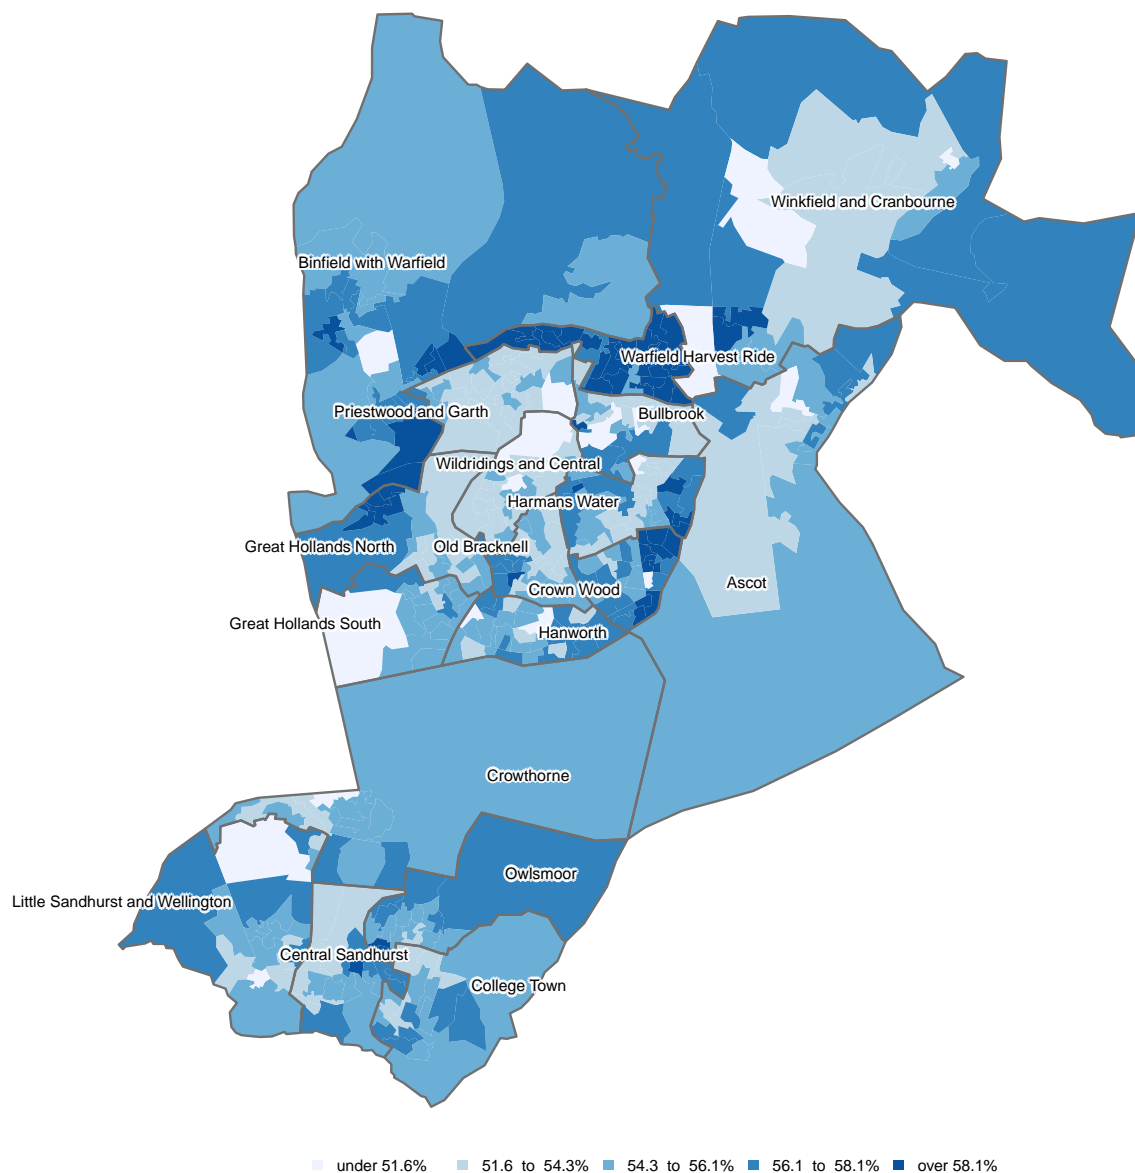 Winkfield and Cranbourne
Binfield with Warfield
Warfield Harvest Ride
Priestwood and Garth
Bullbrook
Wildridings and Central
Harmans Water
Great Hollands North
Old Bracknell
Ascot
Crown Wood
Great Hollands South
Hanworth
Crowthorne
Owlsmoor
Little Sandhurst and Wellington
Central Sandhurst
College Town
under 51.6% 51.6 to 54.3% 54.3 to 56.1% 56.1 to 58.1% over 58.1%